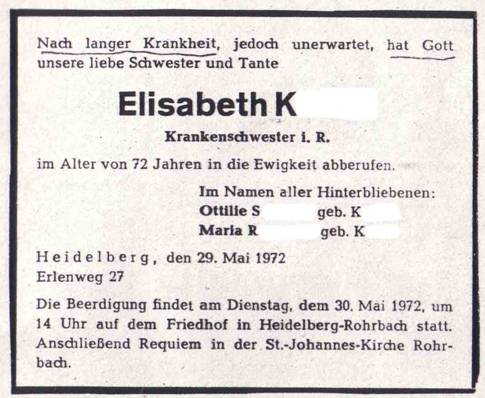 Nach langer Krankheit, jedoch unerwartet, hat Gott
unsere liebe Schwester und Tante
Elisabeth K
Krankenschwester i. R.
im Alter von 72 Jahren in die Ewigkeit abberufen.
Im Namen aller Hinterbliebenen:
Ottilie S geb. K
Maria R geb. K
Heidelberg, den 29. Mai 1972
Erlenweg 27
Die Beerdigung findet am Dienstag, dem 30. Mai 1972, um
14 Uhr auf dem Friedhof in Heidelberg-Rohrbach statt.
Anschließend Requiem in der St.-Johannes-Kirche Rohr-
bach.